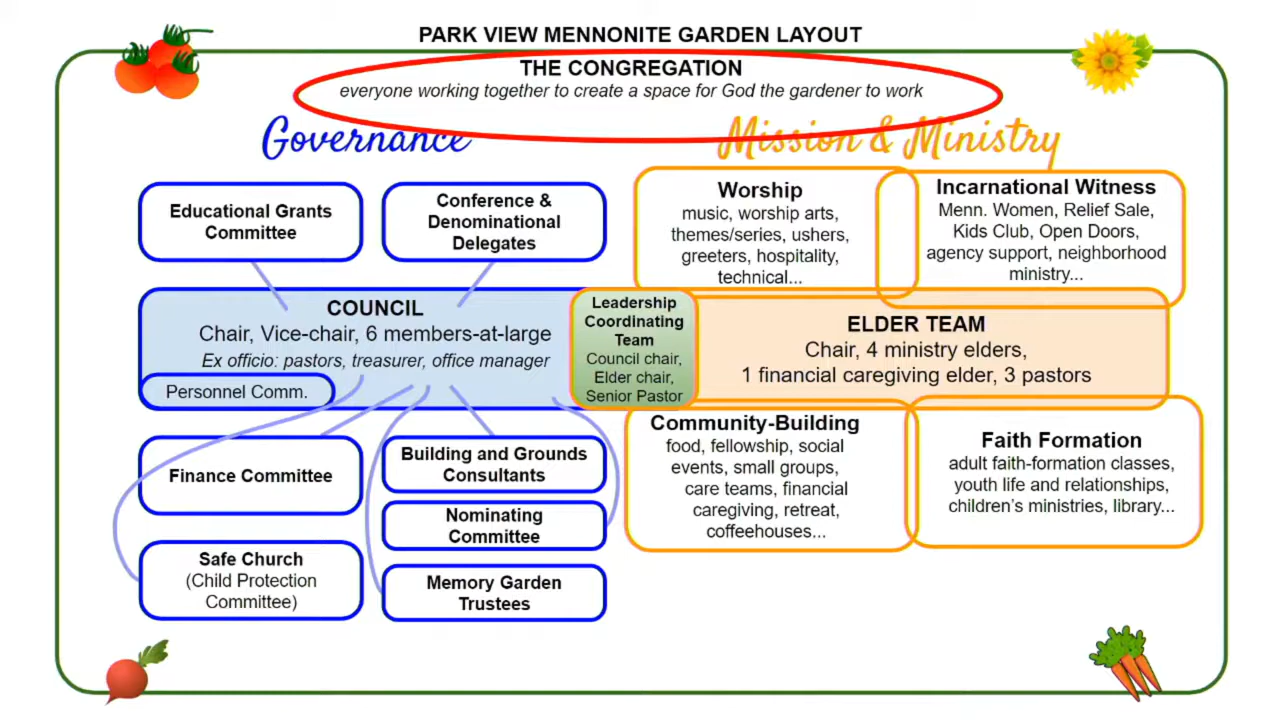 PARK VIEW MENNONITE GARDEN LAYOUT
THE CONGREGATION
everyone working together to create a space for God the gardener to work
Governance
Mission & Ministry
Educational Grants
Committee
Conference &
Denominational
Delegates
Worship
music, worship arts,
themes/series, ushers,
greeters, hospitality,
technical...
Incarnational Witness
Menn. Women, Relief Sale,
Kids Club, Open Doors,
agency support, neighborhood
ministry...
COUNCIL
Chair, Vice-chair, 6 members-at-large
Ex officio: pastors, treasurer, office manager
Personnel Comm.
Leadership
Coordinating
Team
Council chair,
Elder chair,
Senior Pastor
ELDER TEAM
Chair, 4 ministry elders,
1 financial caregiving elder, 3 pastors
Finance Committee
Building and Grounds
Consultants
Nominating
Committee
Safe Church
(Child Protection
Committee)
Memory Garden
Trustees
Community-Building
food, fellowship, social
events, small groups,
care teams, financial
caregiving, retreat,
coffeehouses...
Faith Formation
adult faith-formation classes,
youth life and relationships,
children's ministries, library...